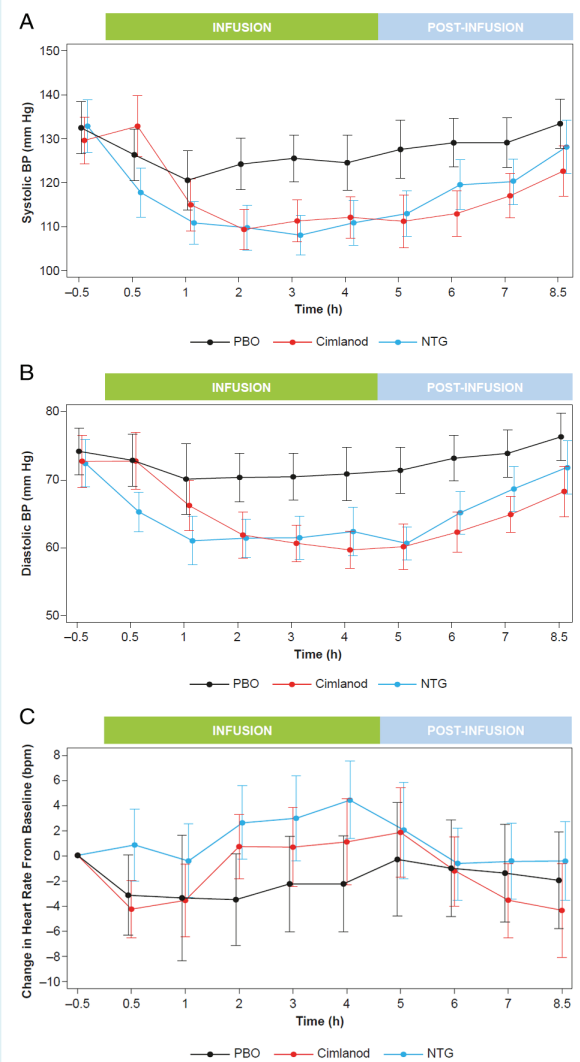 A
INFUSION POST-INFUSION
Systolic BP (mm Hg)
150
140
130
120
110
100
–0.5 0.5 1 2 3 4 5 6 7 8.5
Time (h)
PBO Cimlanod NTG
B
INFUSION POST-INFUSION
Diastolic BP (mm Hg)
80
70
60
50
–0.5 0.5 1 2 3 4 5 6 7 8.5
Time (h)
PBO Cimlanod NTG
C
INFUSION POST-INFUSION
Change in Heart Rate From Baseline (bpm)
8
6
4
2
0
–2
–4
–6
–8
–10
–0.5 0.5 1 2 3 4 5 6 7 8.5
Time (h)
PBO Cimlanod NTG